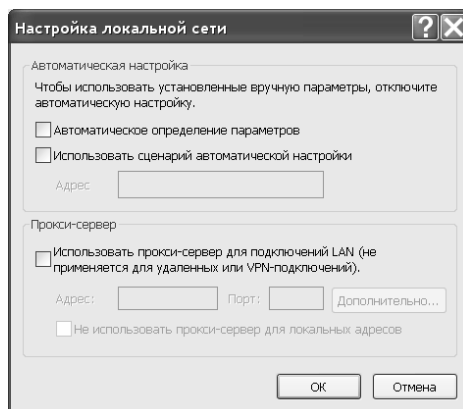 Настройка локальной сети
Автоматическая настройка
Чтобы использовать установленные вручную параметры, отключите
автоматическую настройку.
Автоматическое определение параметров
Использовать сценарий автоматической настройки
Адрес
Прокси-сервер
Использовать прокси-сервер для подключений LAN (не
применяется для удаленных или VPN-подключений).
Адрес: Порт: Дополнительно...
Не использовать прокси-сервер для локальных адресов
ОК Отмена